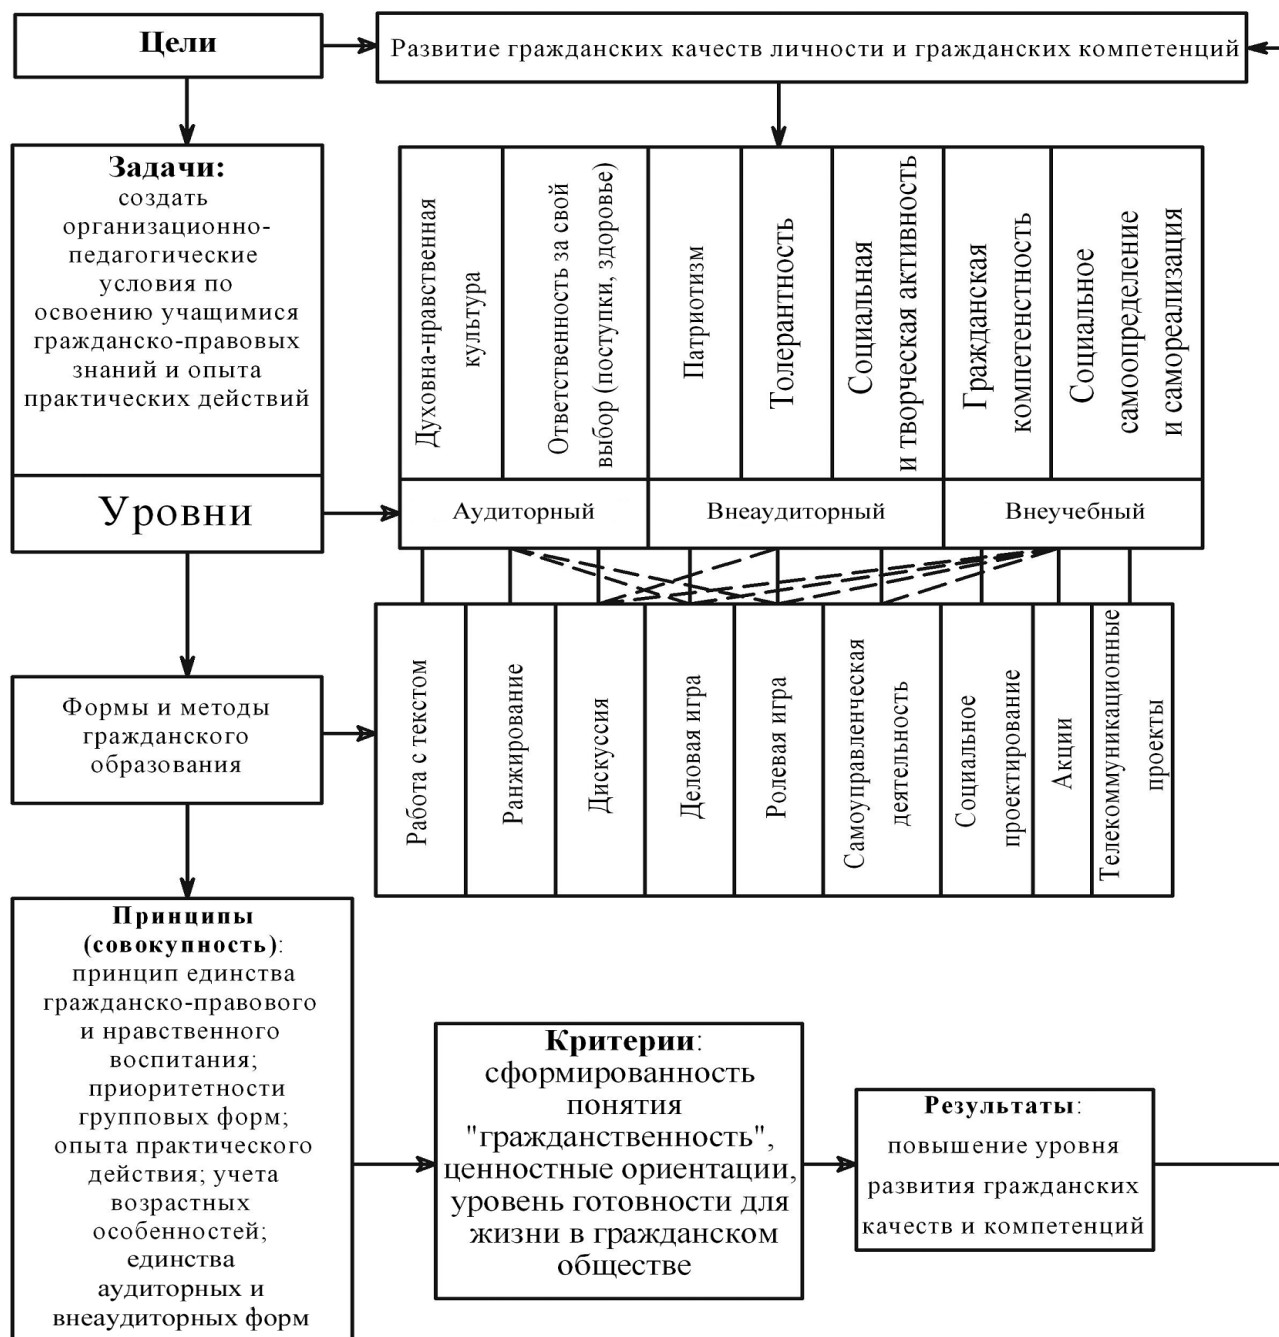 Цели
Развитие гражданских качеств личности и гражданских компетенций
Задачи:
создать
организационно-
педагогические
условия по
освоению учащимися
гражданско-правовых
знаний и опыта
практических действий
Духовна-нравственная
культура
Ответственность за свой
выбор (поступки, здоровье)
Патриотизм
Толерантность
Социальная
и творческая активность
Гражданская
компетенстность
Социальное
самоопределение
и самореализация
Уровни
Аудиторный
Внеаудиторный
Внеучебный
Формы и методы
гражданского
образования
Работа с текстом
Ранжирование
Дискуссия
Деловая игра
Ролевая игра
Самоуправленческая
деятельность
Социальное
проектирование
Акции
Телекоммуникационные
проекты
Принципы
(совокупность):
принцип единства
гражданско-правового
и нравственного
воспитания;
приоритетности
групповых форм;
опыта практического
действия; учета
возрастных
особенностей;
единства
аудиторных и
внеаудиторных форм
Критерии:
сформированность
понятия
"гражданственность",
ценностные ориентации,
уровень готовности для
жизни в гражданском
обществе
Результаты:
повышение уровня
развития гражданских
качеств и компетенций